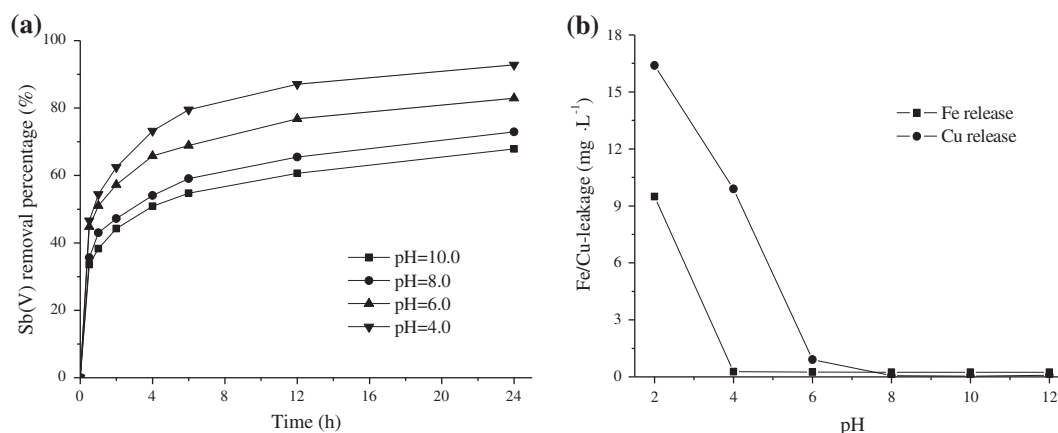 (a)
Sb(V) removal percentage (%)
100
80
60
40
20
0
0
4
8
12
16
20
24
Time (h)
pH=10.0
pH=8.0
pH=6.0
pH=4.0
(b)
Fe/Cu-leakage (mg ·L⁻¹)
18
15
12
9
6
3
0
2
4
6
8
10
12
pH
Fe release
Cu release